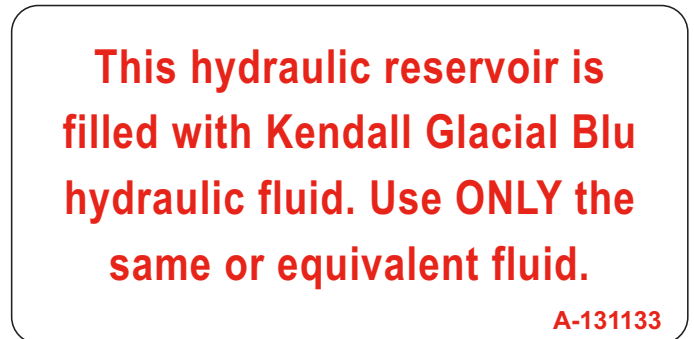 This hydraulic reservoir is
filled with Kendall Glacial Blu
hydraulic fluid. Use ONLY the
same or equivalent fluid.
A-131133